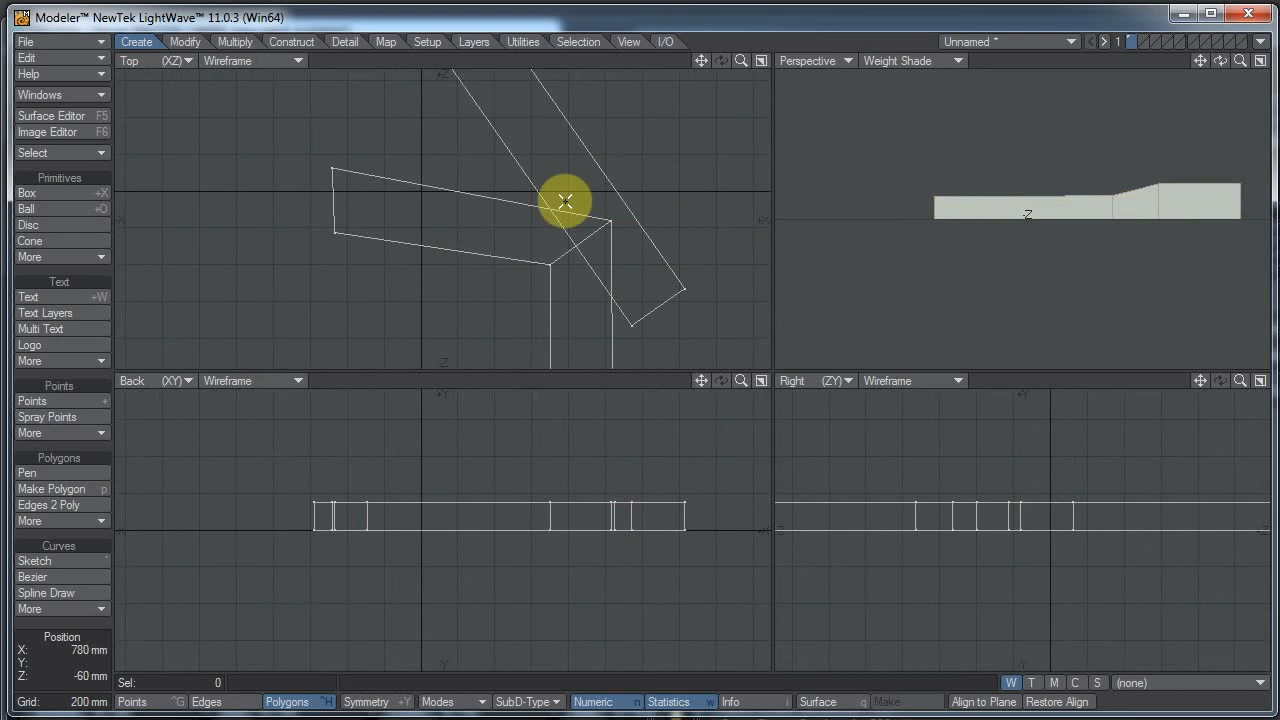 Modeler™ NewTek LightWave™ 11.0.3 (Win64)
File Create Modify Multiply Construct Detail Map Setup Layers Utilities Selection View I/O Unnamed * 1
Edit
Help
Windows
Surface Editor F5
Image Editor F6
Select
Primitives
Box +X
Ball +O
Disc
Cone
More
Text
Text +W
Text Layers
Multi Text
Logo
More
Points
Points +
Spray Points
More
Polygons
Pen
Make Polygon p
Edges 2 Poly
More
Curves
Sketch `
Bezier
Spline Draw
More
Position
X: 780 mm
Y:
Z: -60 mm
Grid: 200 mm
Top (XZ) Wireframe
Perspective Weight Shade
-Z
Back (XY) Wireframe
Right (ZY) Wireframe
Sel: 0
W T M C S (none)
Points ^G Edges Polygons ^H Symmetry +Y Modes SubD-Type Numeric n Statistics w Info i Surface q Make Align to Plane Restore Align